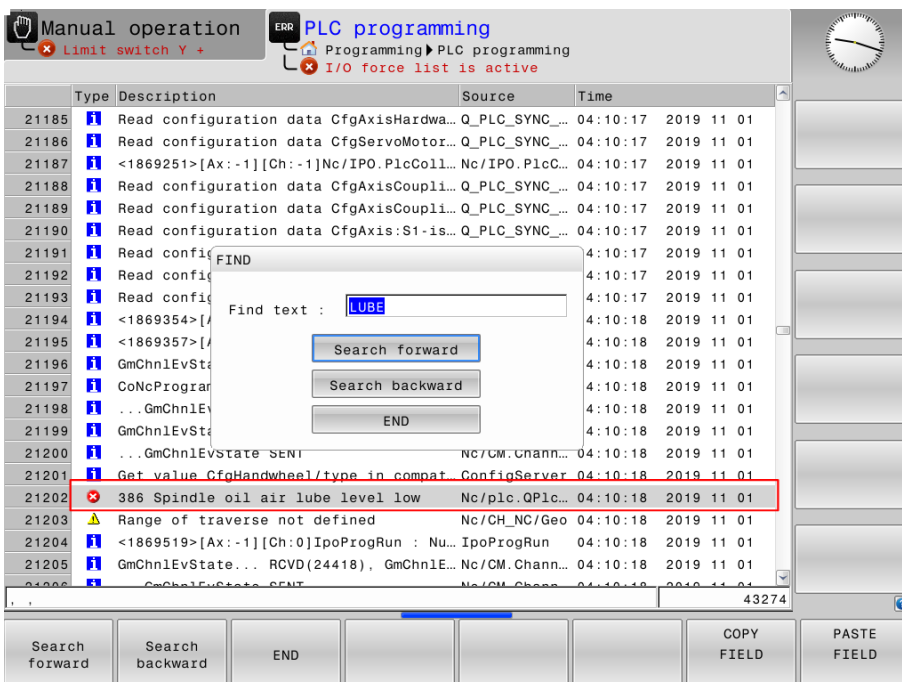 Manual operation
Limit switch Y +
ERR PLC programming
Programming PLC programming
I/O force list is active
Type Description Source Time
21185 i Read configuration data CfgAxisHardwa… Q_PLC_SYNC_… 04:10:17 2019 11 01
21186 i Read configuration data CfgServoMotor… Q_PLC_SYNC_… 04:10:17 2019 11 01
21187 i <1869251>[Ax:-1][Ch:-1]Nc/IPO.PlcColl… Nc/IPO.PlcC… 04:10:17 2019 11 01
21188 i Read configuration data CfgAxisCoupli… Q_PLC_SYNC_… 04:10:17 2019 11 01
21189 i Read configuration data CfgAxisCoupli… Q_PLC_SYNC_… 04:10:17 2019 11 01
21190 i Read configuration data CfgAxis:S1-is… Q_PLC_SYNC_… 04:10:17 2019 11 01
21191 i Read config 4:10:17 2019 11 01
21192 i Read config 4:10:17 2019 11 01
21193 i Read config 4:10:17 2019 11 01
21194 i <1869354>[A 4:10:18 2019 11 01
21195 i <1869357>[A 4:10:18 2019 11 01
21196 i GmChnlEvSta 4:10:18 2019 11 01
21197 i CoNcProgram 4:10:18 2019 11 01
21198 i ...GmChnlEv 4:10:18 2019 11 01
21199 i GmChnlEvSta 4:10:18 2019 11 01
FIND
Find text : LUBE
Search forward
Search backward
END
21200 i ...GmChnlEvState SENT Nc/CM.Chann… 04:10:18 2019 11 01
21201 i Get value CfgHandwheel/type in compat… ConfigServer 04:10:18 2019 11 01
21202 386 Spindle oil air lube level low Nc/plc.QPlc… 04:10:18 2019 11 01
21203 Range of traverse not defined Nc/CH_NC/Geo 04:10:18 2019 11 01
21204 i <1869519>[Ax:-1][Ch:0]IpoProgRun : Nu… IpoProgRun 04:10:18 2019 11 01
21205 i GmChnlEvState... RCVD(24418), GmChnlE… Nc/CM.Chann… 04:10:18 2019 11 01
, , 43274
Search forward
Search backward
END
COPY FIELD
PASTE FIELD